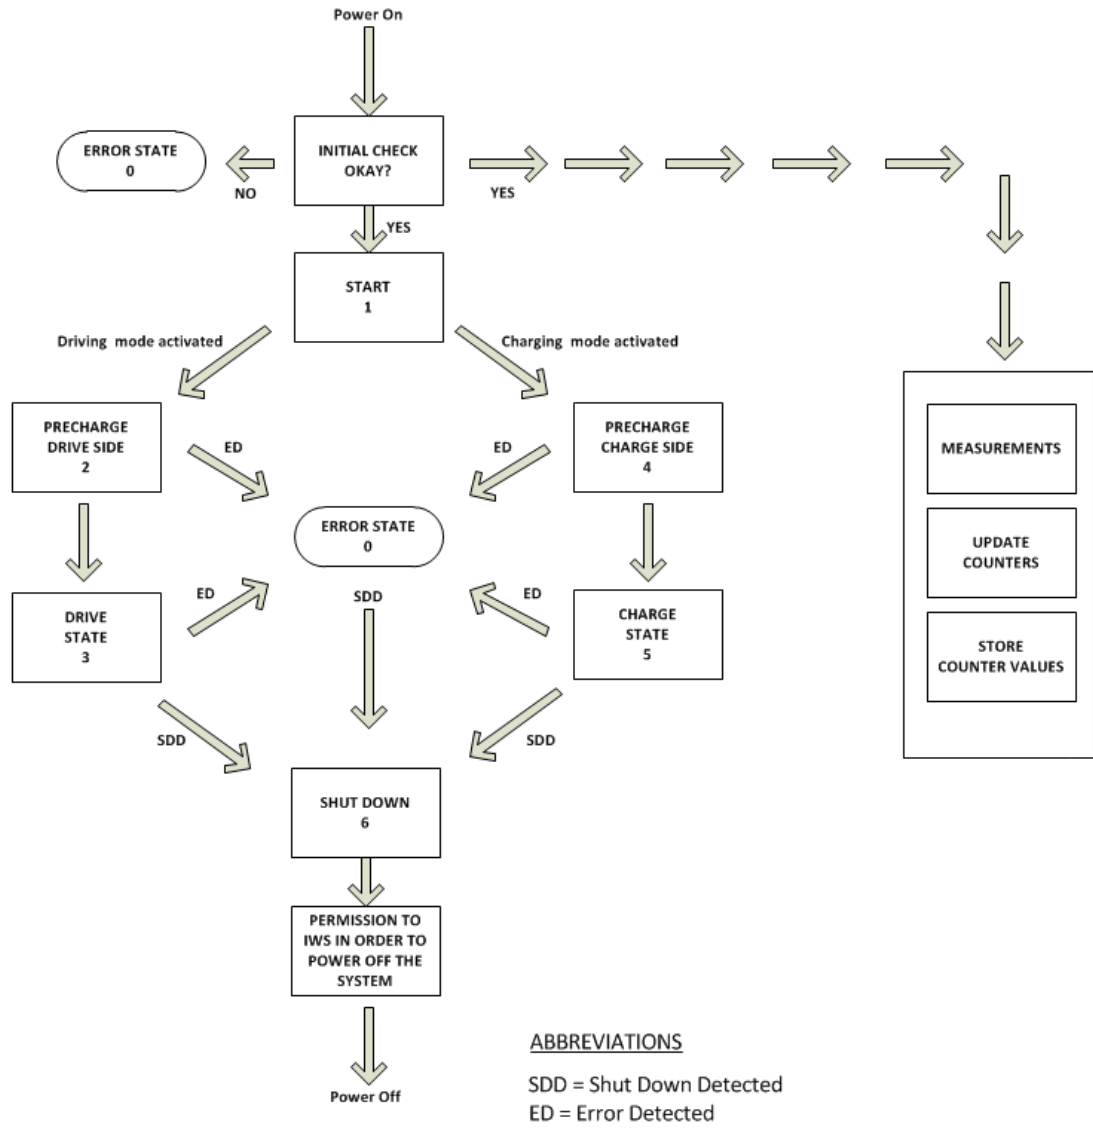 Power On
ERROR STATE
0
INITIAL CHECK
OKAY?
NO
YES
YES
START
1
Driving mode activated
Charging mode activated
PRECHARGE
DRIVE SIDE
2
ED
ED
PRECHARGE
CHARGE SIDE
4
MEASUREMENTS
ERROR STATE
0
UPDATE
COUNTERS
DRIVE
STATE
3
ED
SDD
ED
CHARGE
STATE
5
STORE
COUNTER VALUES
SDD
SDD
SHUT DOWN
6
PERMISSION TO
IWS IN ORDER TO
POWER OFF THE
SYSTEM
Power Off
ABBREVIATIONS
SDD = Shut Down Detected
ED = Error Detected